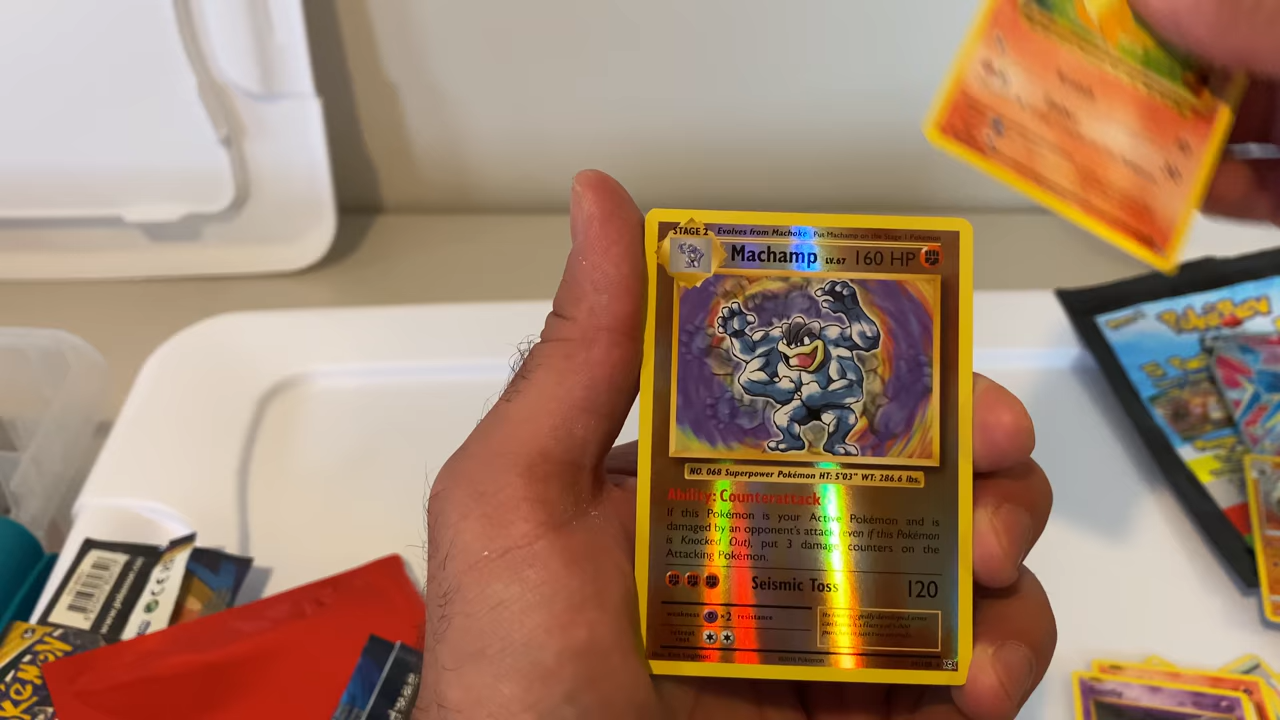 STAGE 2 Evolves from Machoke Put Machamp on the Stage 1 Pokémon
Machamp LV.67 160 HP
NO. 068 Superpower Pokémon HT: 5'03" WT: 286.6 lbs.
Ability: Counterattack
If this Pokémon is your Active Pokémon and is
damaged by an opponent's attack (even if this Pokémon
is Knocked Out), put 3 damage counters on the
Attacking Pokémon.
Seismic Toss 120
weakness ×2 resistance
retreat
cost
©2016 Pokémon
PokéRev
POKÉMON